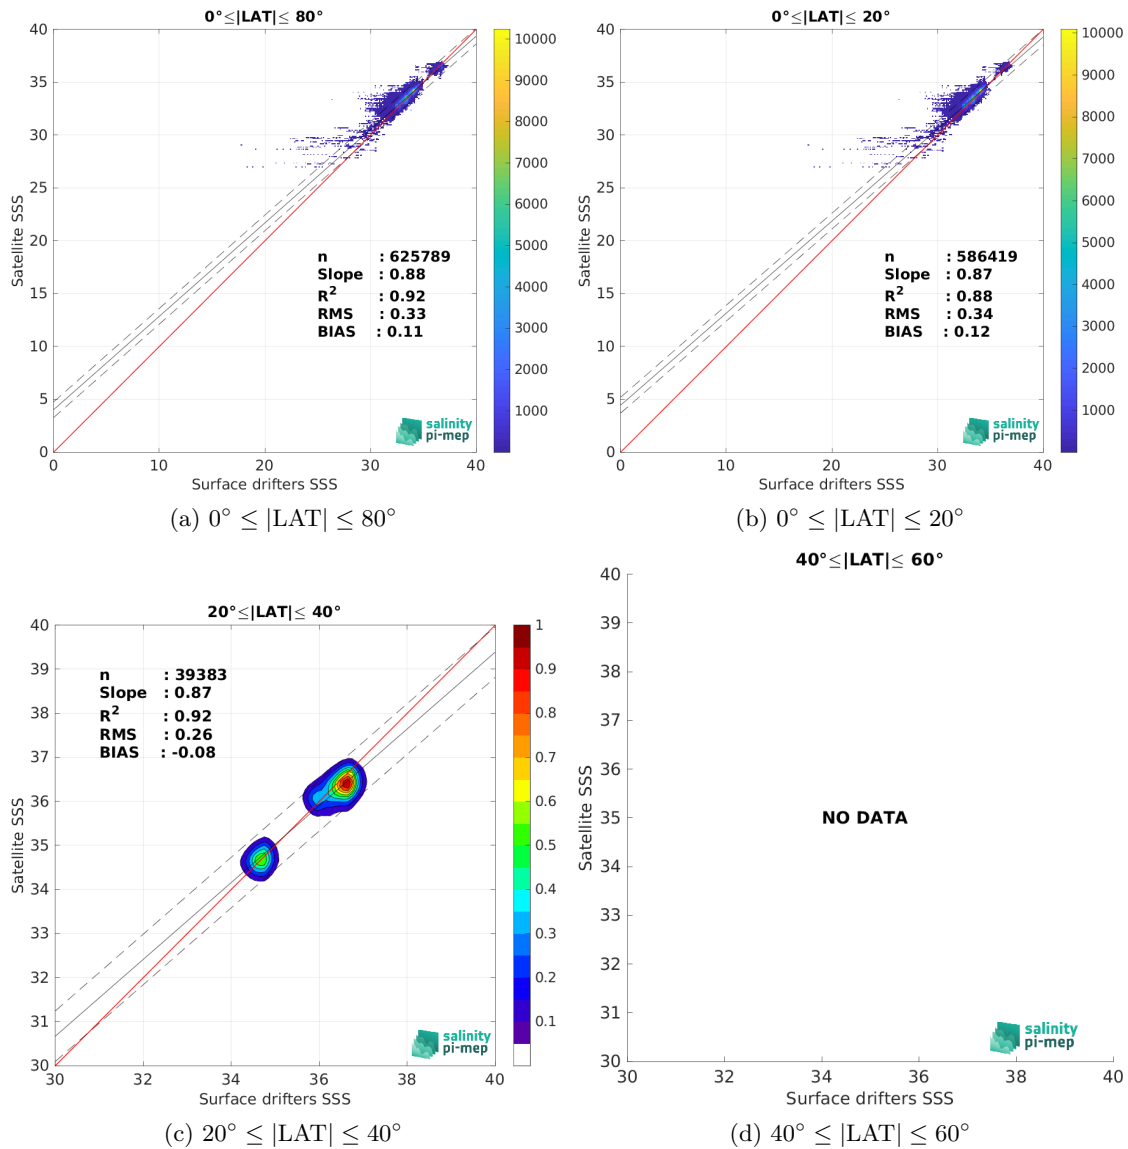 0°≤|LAT|≤ 80°
40
35
30
25
20
15
10
5
0
0
10
20
30
40
Satellite SSS
Surface drifters SSS
n : 625789
Slope : 0.88
R² : 0.92
RMS : 0.33
BIAS : 0.11
salinity
pi-mep
10000
9000
8000
7000
6000
5000
4000
3000
2000
1000
(a) 0° ≤ |LAT| ≤ 80°
0°≤|LAT|≤ 20°
40
35
30
25
20
15
10
5
0
0
10
20
30
40
Satellite SSS
Surface drifters SSS
n : 586419
Slope : 0.87
R² : 0.88
RMS : 0.34
BIAS : 0.12
salinity
pi-mep
10000
9000
8000
7000
6000
5000
4000
3000
2000
1000
(b) 0° ≤ |LAT| ≤ 20°
20°≤|LAT|≤ 40°
40
39
38
37
36
35
34
33
32
31
30
30
32
34
36
38
40
Satellite SSS
Surface drifters SSS
n : 39383
Slope : 0.87
R² : 0.92
RMS : 0.26
BIAS : -0.08
salinity
pi-mep
1
0.9
0.8
0.7
0.6
0.5
0.4
0.3
0.2
0.1
(c) 20° ≤ |LAT| ≤ 40°
40°≤|LAT|≤ 60°
40
39
38
37
36
35
34
33
32
31
30
30
32
34
36
38
40
Satellite SSS
Surface drifters SSS
NO DATA
salinity
pi-mep
(d) 40° ≤ |LAT| ≤ 60°